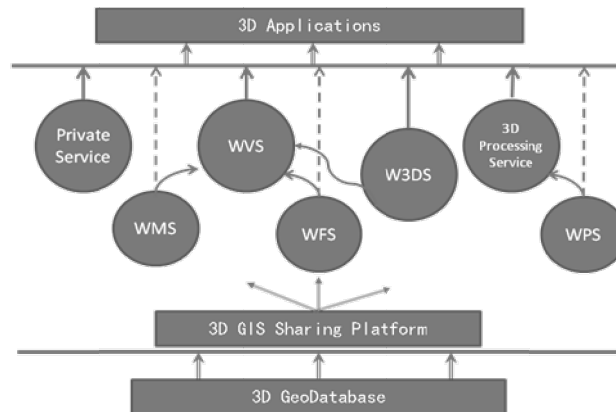 3D Applications
Private
Service
WVS
W3DS
3D
Processing
Service
WMS
WFS
WPS
3D GIS Sharing Platform
3D GeoDatabase